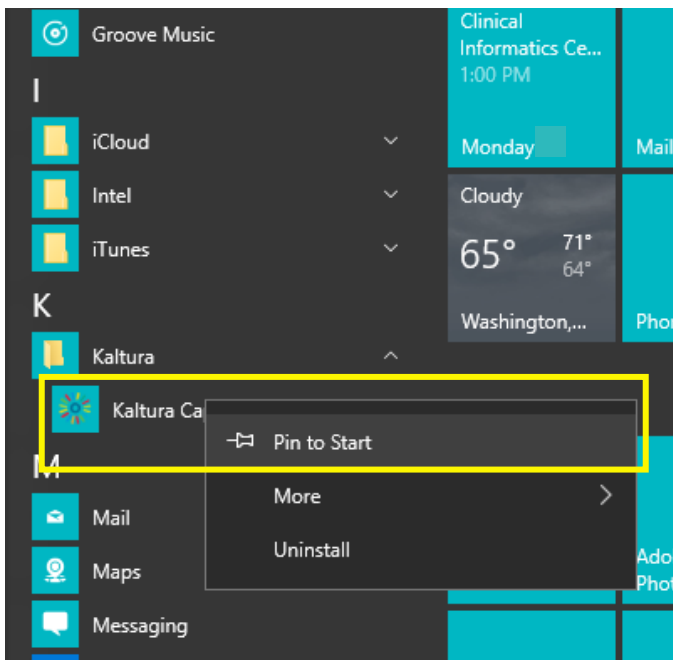 Groove Music
I
iCloud
Intel
iTunes
K
Kaltura
Kaltura Ca
Pin to Start
More
Uninstall
M
Mail
Maps
Messaging
Clinical
Informatics Ce...
1:00 PM
Monday
Mail
Cloudy
65°
71°
64°
Washington,...
Pho
Ado
Phot